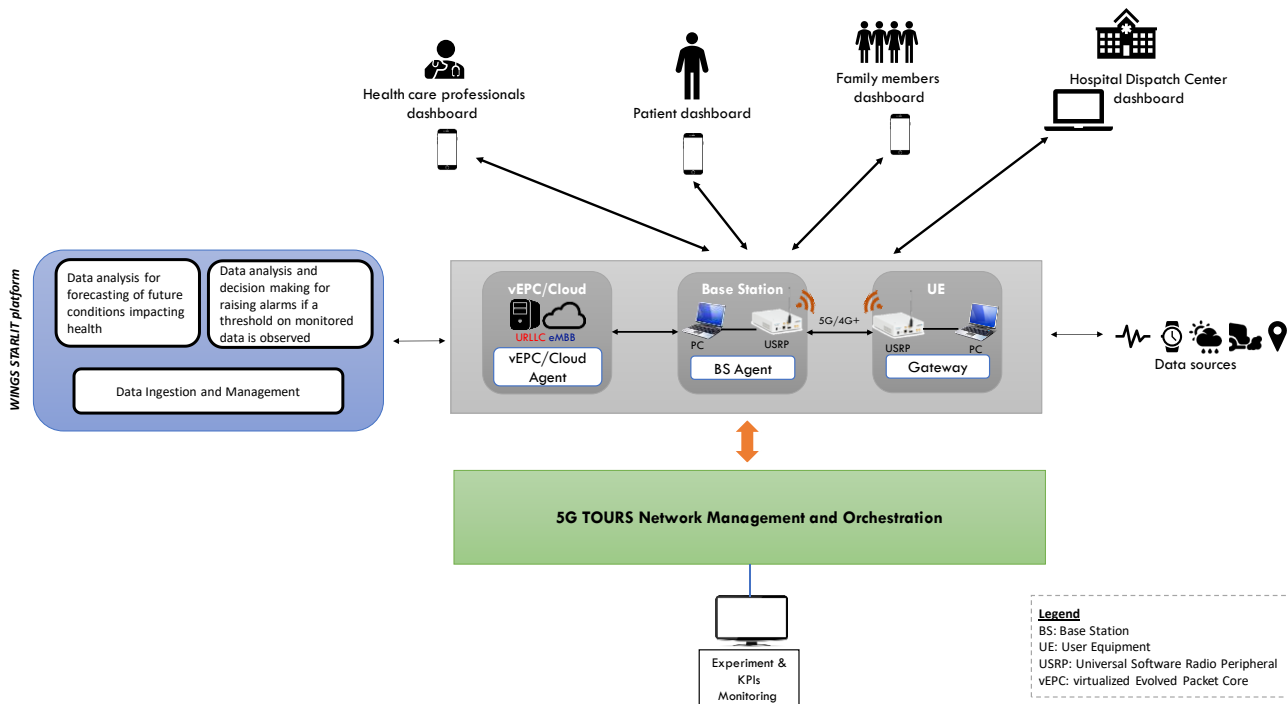 Health care professionals
dashboard
Patient dashboard
Family members
dashboard
Hospital Dispatch Center
dashboard
WINGS STARLIT platform
Data analysis for
forecasting of future
conditions impacting
health
Data analysis and
decision making for
raising alarms if a
threshold on monitored
data is observed
Data Ingestion and Management
vEPC/Cloud
URLLC eMBB
vEPC/Cloud
Agent
Base Station
PC
USRP
BS Agent
5G/4G+
UE
USRP
PC
Gateway
Data sources
5G TOURS Network Management and Orchestration
Experiment &
KPIs
Monitoring
Legend
BS: Base Station
UE: User Equipment
USRP: Universal Software Radio Peripheral
vEPC: virtualized Evolved Packet Core